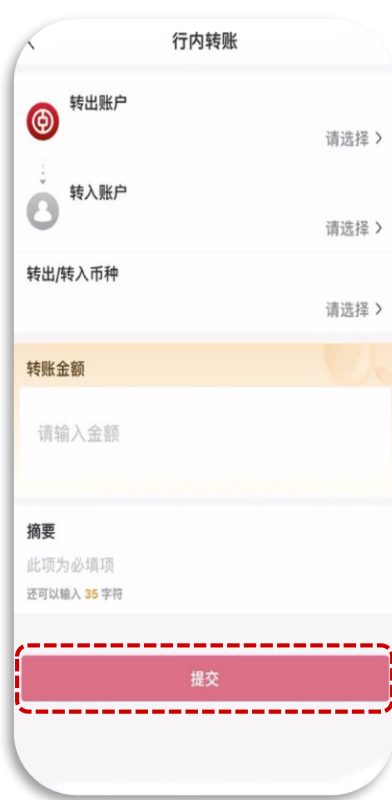 行内转账
转出账户
请选择
转入账户
请选择
转出/转入币种
请选择
转账金额
请输入金额
摘要
此项为必填项
还可以输入 35 字符
提交